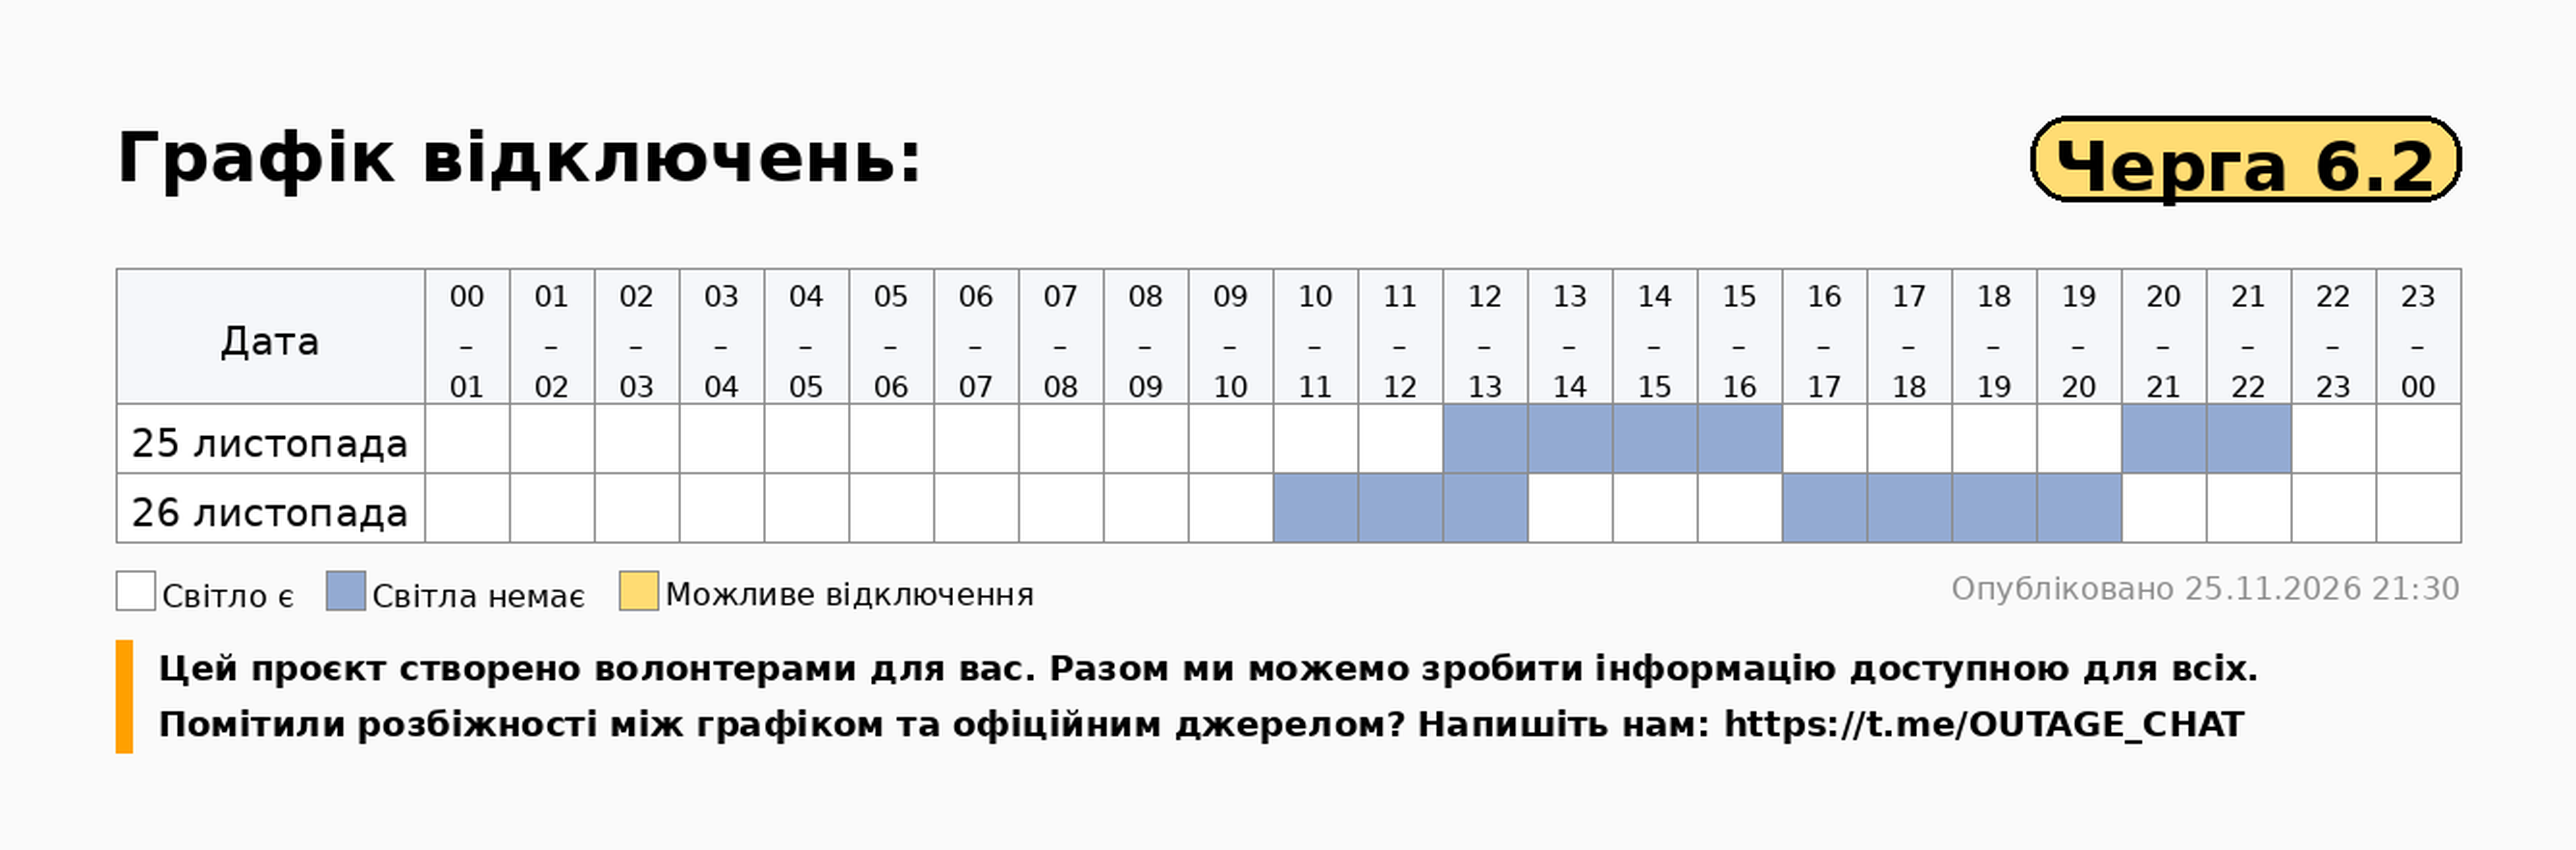 Графік відключень:
Черга 6.2
Дата 00 – 01 01 – 02 02 – 03 03 – 04 04 – 05 05 – 06 06 – 07 07 – 08 08 – 09 09 – 10 10 – 11 11 – 12 12 – 13 13 – 14 14 – 15 15 – 16 16 – 17 17 – 18 18 – 19 19 – 20 20 – 21 21 – 22 22 – 23 23 – 00
25 листопада
26 листопада
Світло є Світла немає Можливе відключення
Опубліковано 25.11.2026 21:30
Цей проєкт створено волонтерами для вас. Разом ми можемо зробити інформацію доступною для всіх.
Помітили розбіжності між графіком та офіційним джерелом? Напишіть нам: https://t.me/OUTAGE_CHAT